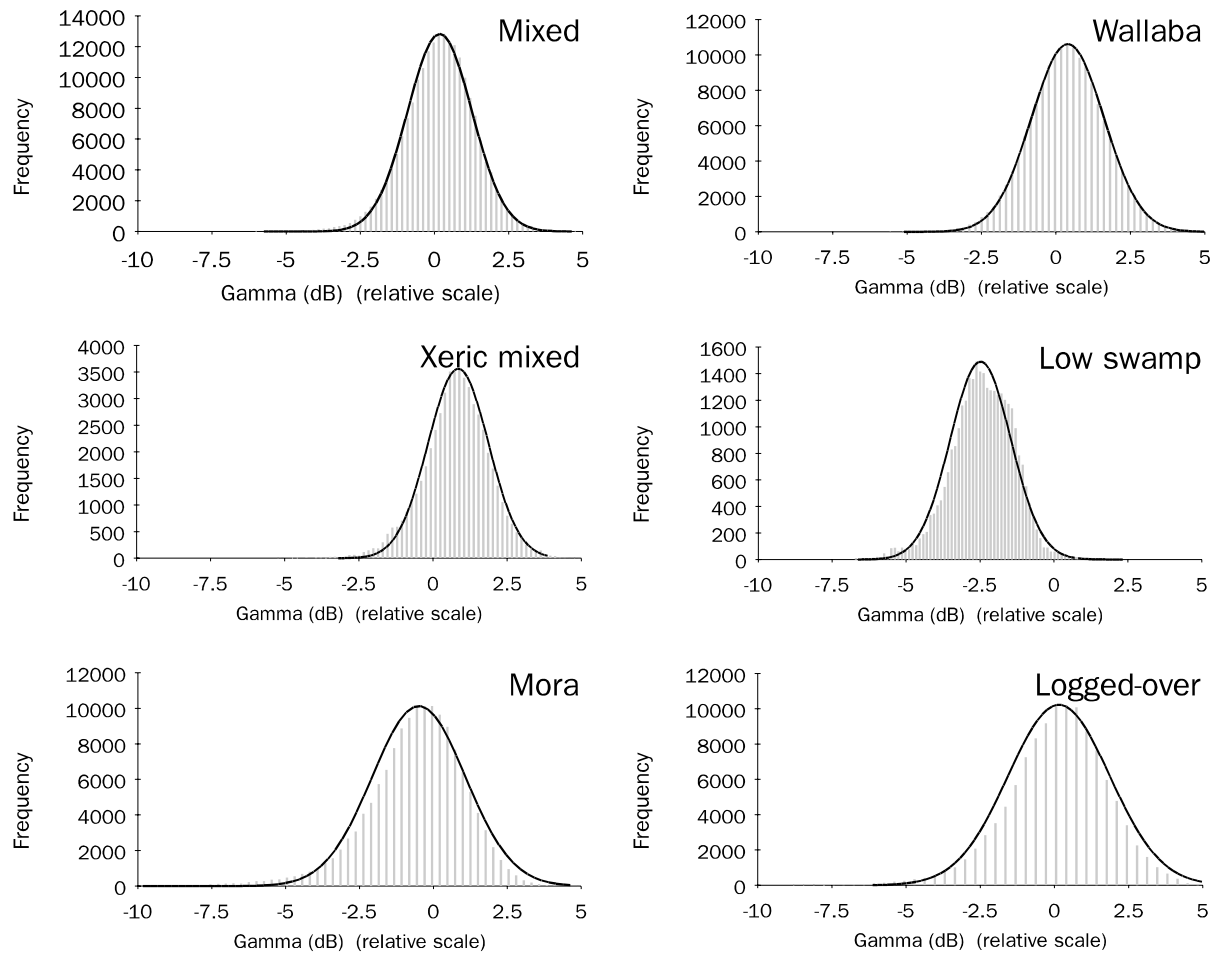 Mixed
14000
12000
10000
8000
6000
4000
2000
0
Frequency
-10 -7.5 -5 -2.5 0 2.5 5
Gamma (dB) (relative scale)
Wallaba
12000
10000
8000
6000
4000
2000
0
Frequency
-10 -7.5 -5 -2.5 0 2.5 5
Gamma (dB) (relative scale)
Xeric mixed
4000
3500
3000
2500
2000
1500
1000
500
0
Frequency
-10 -7.5 -5 -2.5 0 2.5 5
Gamma (dB) (relative scale)
Low swamp
1600
1400
1200
1000
800
600
400
200
0
Frequency
-10 -7.5 -5 -2.5 0 2.5 5
Gamma (dB) (relative scale)
Mora
12000
10000
8000
6000
4000
2000
0
Frequency
-10 -7.5 -5 -2.5 0 2.5 5
Gamma (dB) (relative scale)
Logged-over
12000
10000
8000
6000
4000
2000
0
Frequency
-10 -7.5 -5 -2.5 0 2.5 5
Gamma (dB) (relative scale)